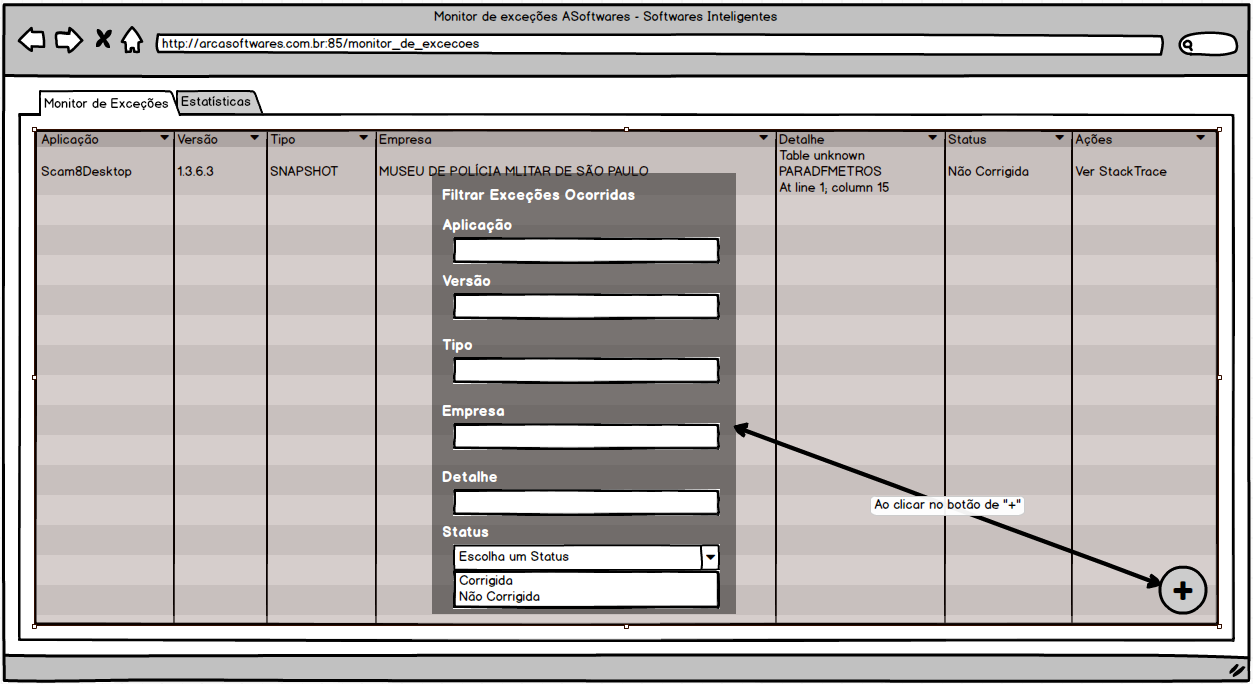 Monitor de exceções ASoftwares - Softwares Inteligentes
http://arcasoftwares.com.br:85/monitor_de_excecoes
Monitor de Exceções
Estatísticas
Aplicação Versão Tipo Empresa Detalhe Status Ações
Scam8Desktop 1.3.6.3 SNAPSHOT MUSEU DE POLÍCIA MLITAR DE SÃO PAULO
Table unknown
PARADFMETROS
At line 1; column 15
Não Corrigida
Ver StackTrace
Filtrar Exceções Ocorridas
Aplicação
Versão
Tipo
Empresa
Detalhe
Status
Escolha um Status
Corrigida
Não Corrigida
Ao clicar no botão de "+"
+